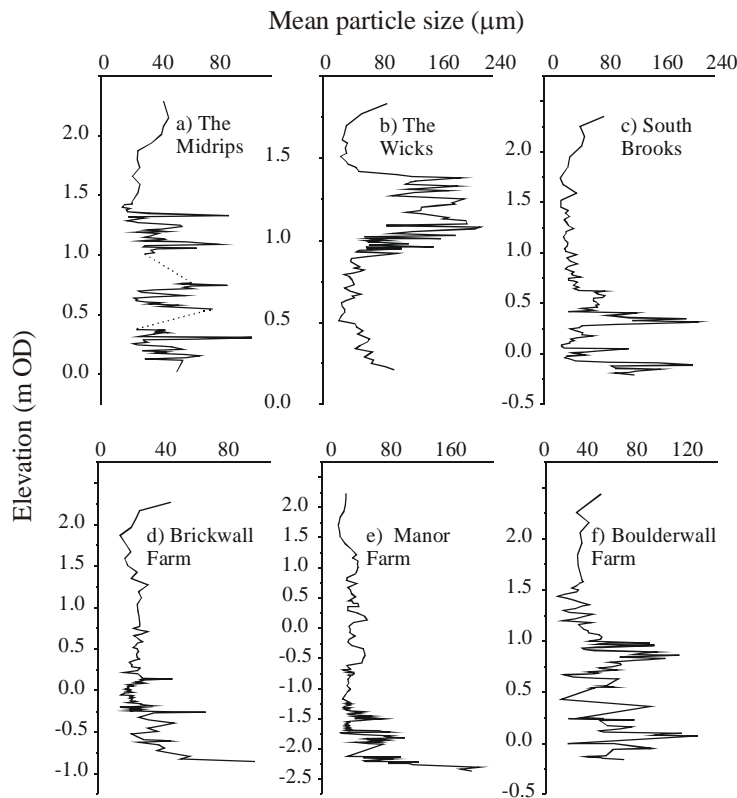 Mean particle size (μm)
0 40 80
0 80 160 240
0 80 160 240
a) The
Midrips
b) The
Wicks
c) South
Brooks
2.0
1.5
1.0
0.5
0.0
1.5
1.0
0.5
0.0
2.0
1.5
1.0
0.5
0.0
-0.5
Elevation (m OD)
0 40 80
0 80 160
0 40 80 120
d) Brickwall
Farm
e) Manor
Farm
f) Boulderwall
Farm
2.0
1.5
1.0
0.5
0.0
-0.5
-1.0
2.0
1.5
1.0
0.5
0.0
-0.5
-1.0
-1.5
-2.0
-2.5
2.0
1.5
1.0
0.5
0.0
-0.5